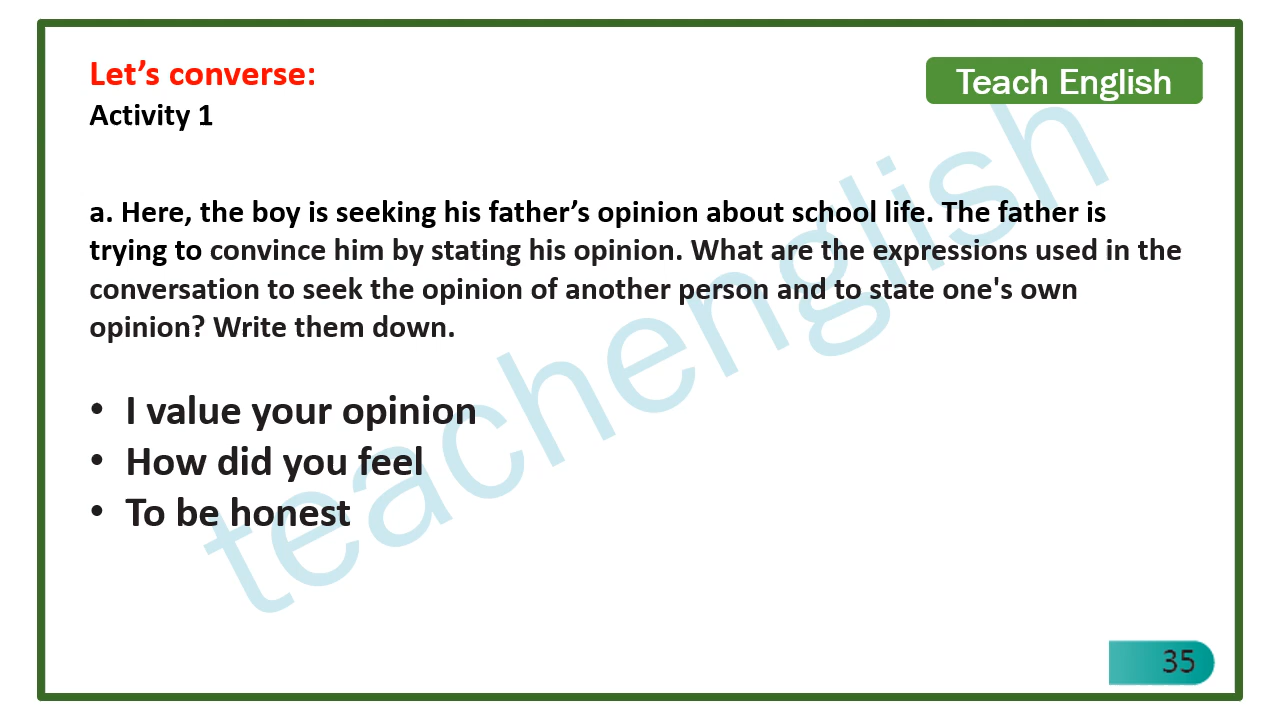 Let’s converse:
Teach English
Activity 1
a. Here, the boy is seeking his father’s opinion about school life. The father is
trying to convince him by stating his opinion. What are the expressions used in the
conversation to seek the opinion of another person and to state one's own
opinion? Write them down.
• I value your opinion
• How did you feel
• To be honest
teachenglish
35